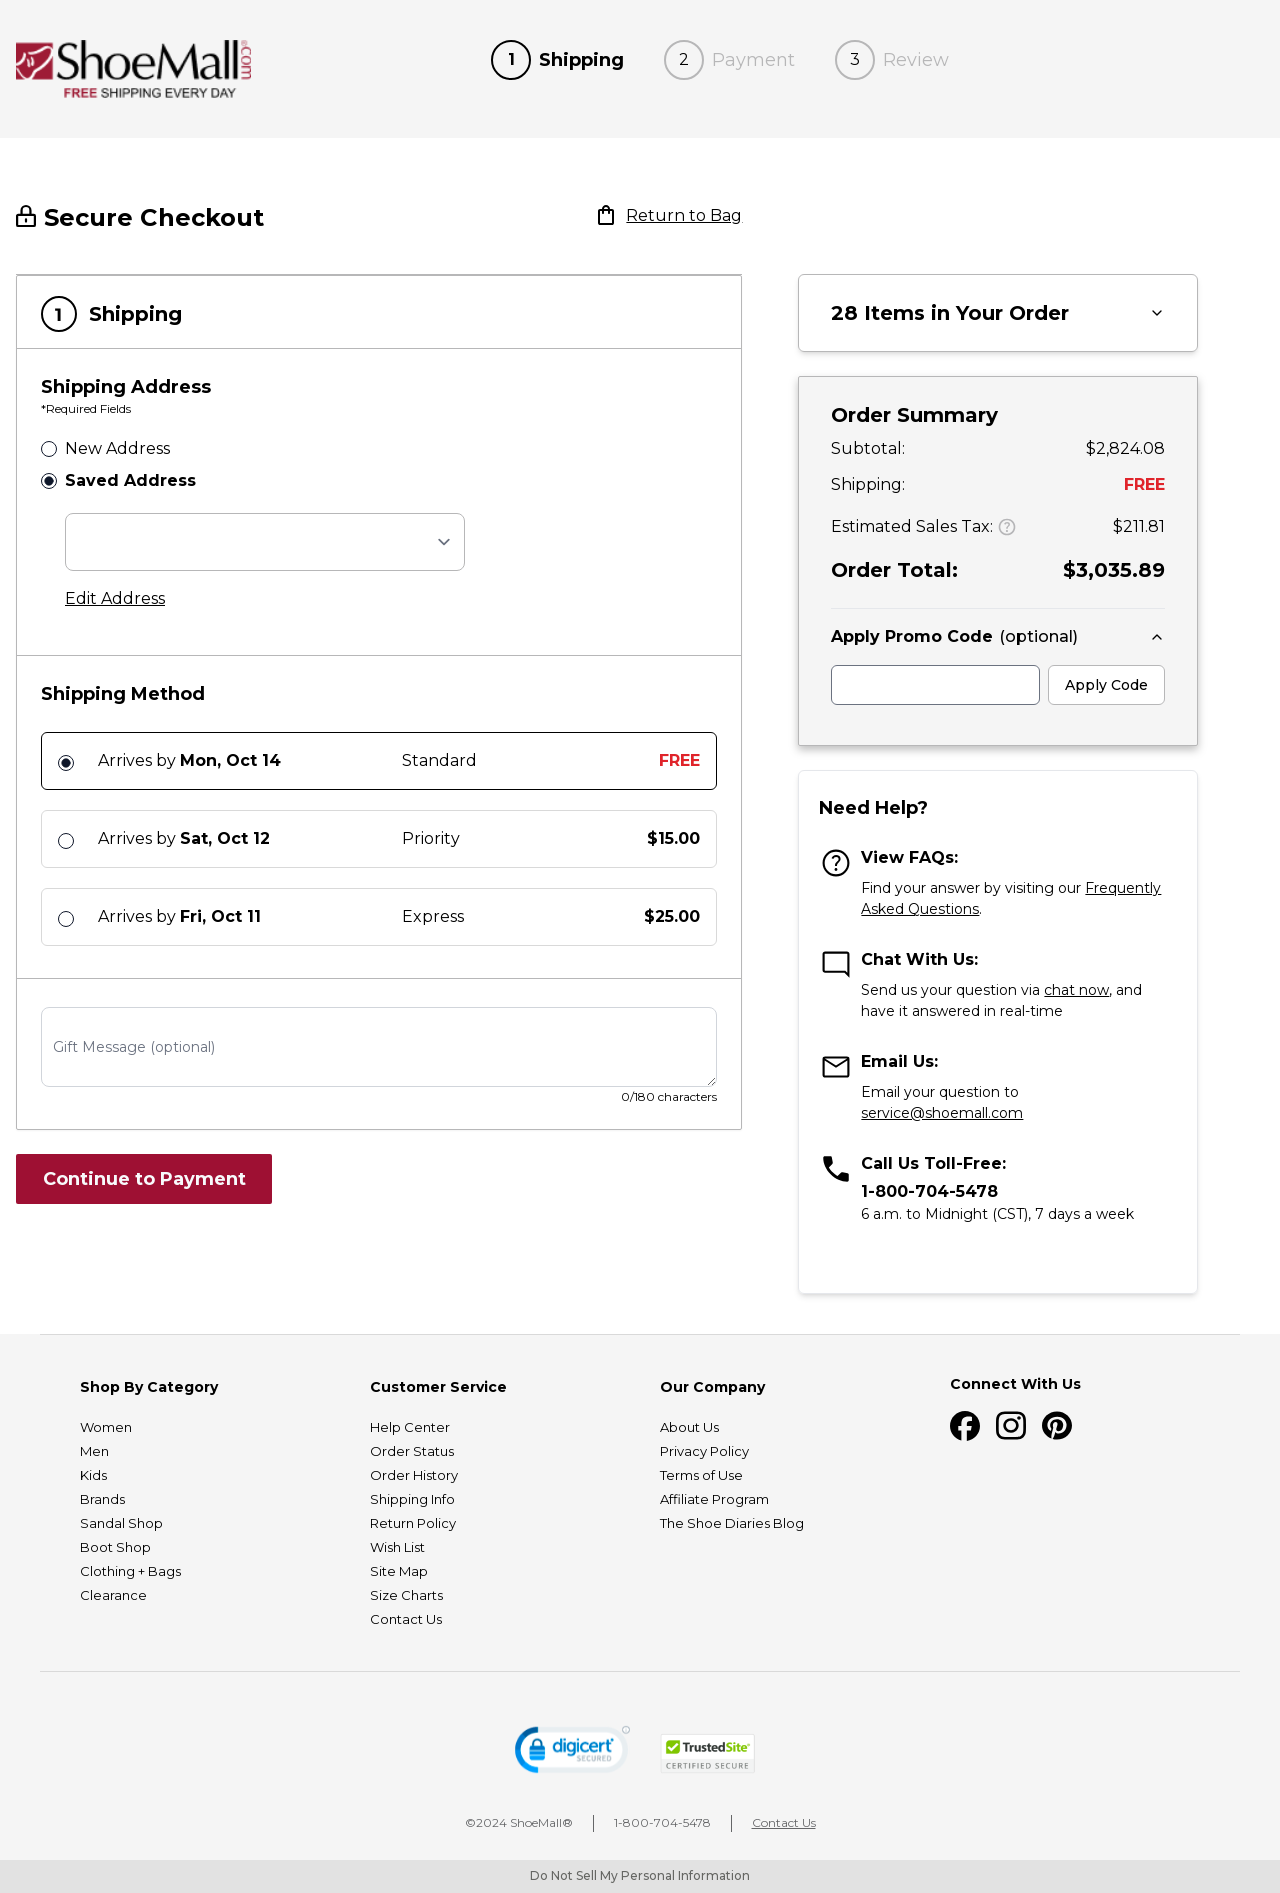 ShoeMall®.com
FREE SHIPPING EVERY DAY
1 Shipping 2 Payment 3 Review
Secure Checkout
Return to Bag
1 Shipping
Shipping Address
*Required Fields
New Address
Saved Address
Edit Address
Shipping Method
Arrives by Mon, Oct 14 Standard FREE
Arrives by Sat, Oct 12 Priority $15.00
Arrives by Fri, Oct 11 Express $25.00
Gift Message (optional)
0/180 characters
Continue to Payment
28 Items in Your Order
Order Summary
Subtotal: $2,824.08
Shipping: FREE
Estimated Sales Tax: ? $211.81
Order Total: $3,035.89
Apply Promo Code (optional)
Apply Code
Need Help?
View FAQs:
Find your answer by visiting our Frequently
Asked Questions.
Chat With Us:
Send us your question via chat now, and
have it answered in real-time
Email Us:
Email your question to
service@shoemall.com
Call Us Toll-Free:
1-800-704-5478
6 a.m. to Midnight (CST), 7 days a week
Shop By Category
Women
Men
Kids
Brands
Sandal Shop
Boot Shop
Clothing + Bags
Clearance
Customer Service
Help Center
Order Status
Order History
Shipping Info
Return Policy
Wish List
Site Map
Size Charts
Contact Us
Our Company
About Us
Privacy Policy
Terms of Use
Affiliate Program
The Shoe Diaries Blog
Connect With Us
digicert
SECURED
TrustedSite
CERTIFIED SECURE
©2024 ShoeMall® 1-800-704-5478 Contact Us
Do Not Sell My Personal Information